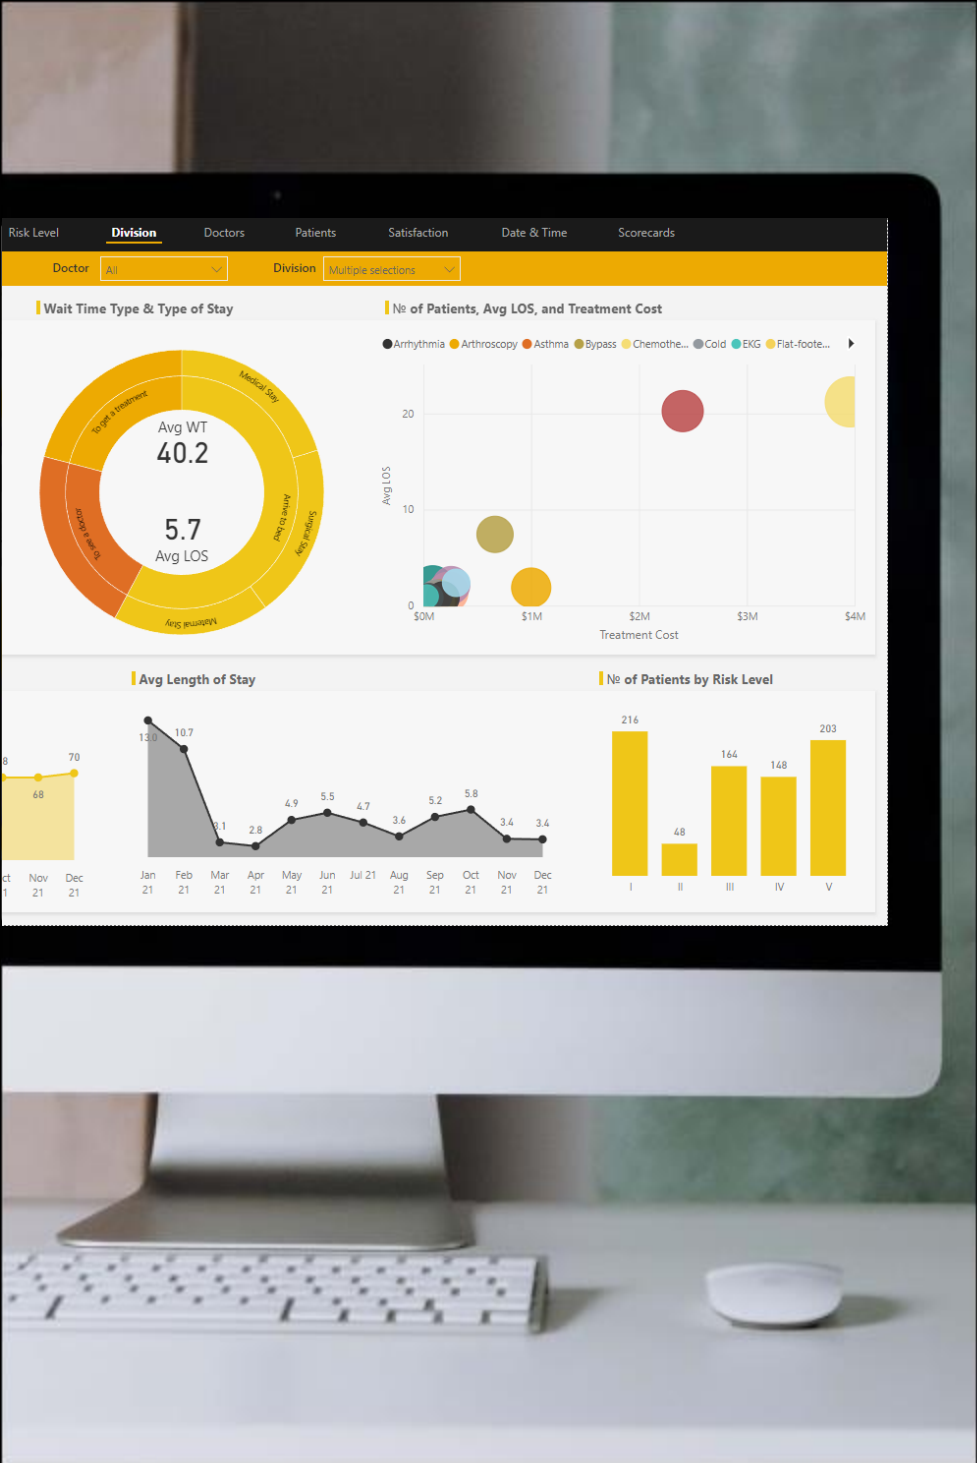 Risk Level Division Doctors Patients Satisfaction Date & Time Scorecards
Doctor All Division Multiple selections
Wait Time Type & Type of Stay
Medical Stay
To get a treatment
Avg WT
40.2
5.7
Avg LOS
Arrive to bed
Surgical Stay
To see a doctor
Maternal Stay
№ of Patients, Avg LOS, and Treatment Cost
Arrhythmia Arthroscopy Asthma Bypass Chemothe... Cold EKG Flat-foote...
20
Avg LOS
10
0
$0M $1M $2M $3M $4M
Treatment Cost
8 70
68
ct Nov Dec
1 21 21
Avg Length of Stay
13.0 10.7 3.1 2.8 4.9 5.5 4.7 3.6 5.2 5.8 3.4 3.4
Jan Feb Mar Apr May Jun Jul 21 Aug Sep Oct Nov Dec
21 21 21 21 21 21 21 21 21 21 21
№ of Patients by Risk Level
216 48 164 148 203
I II III IV V